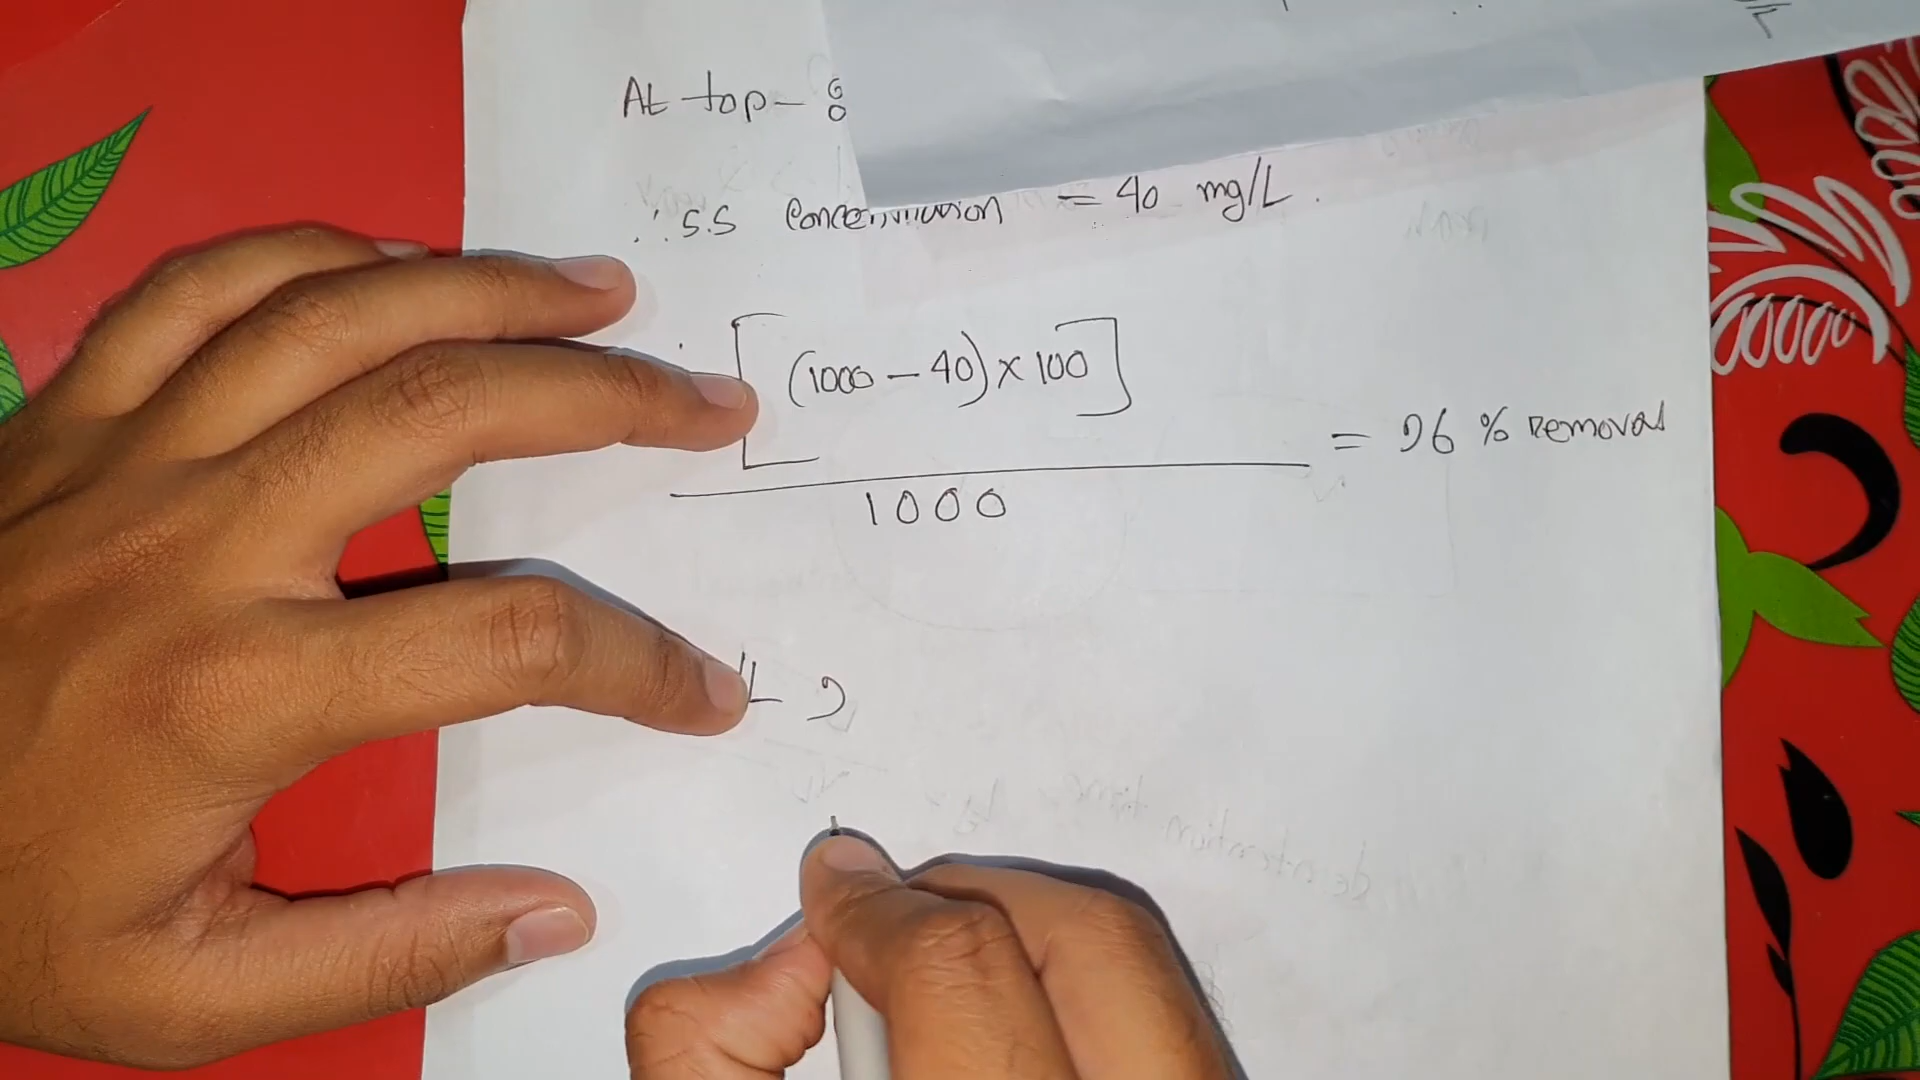 At top- :
∴ S.S Concentration = 40 mg/L.
[(1000 - 40) x 100]
= 96 % removal
1000